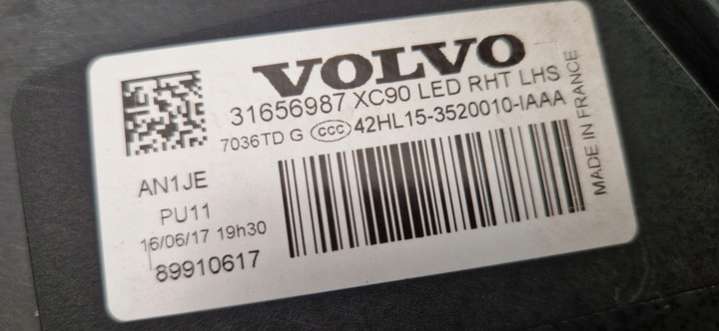 VOLVO
31656987 XC90 LED RHT LHS
7036TD G CCC 42HL15-3520010-IAAA
AN1JE
PU11
16/06/17 19h30
89910617
MADE IN FRANCE